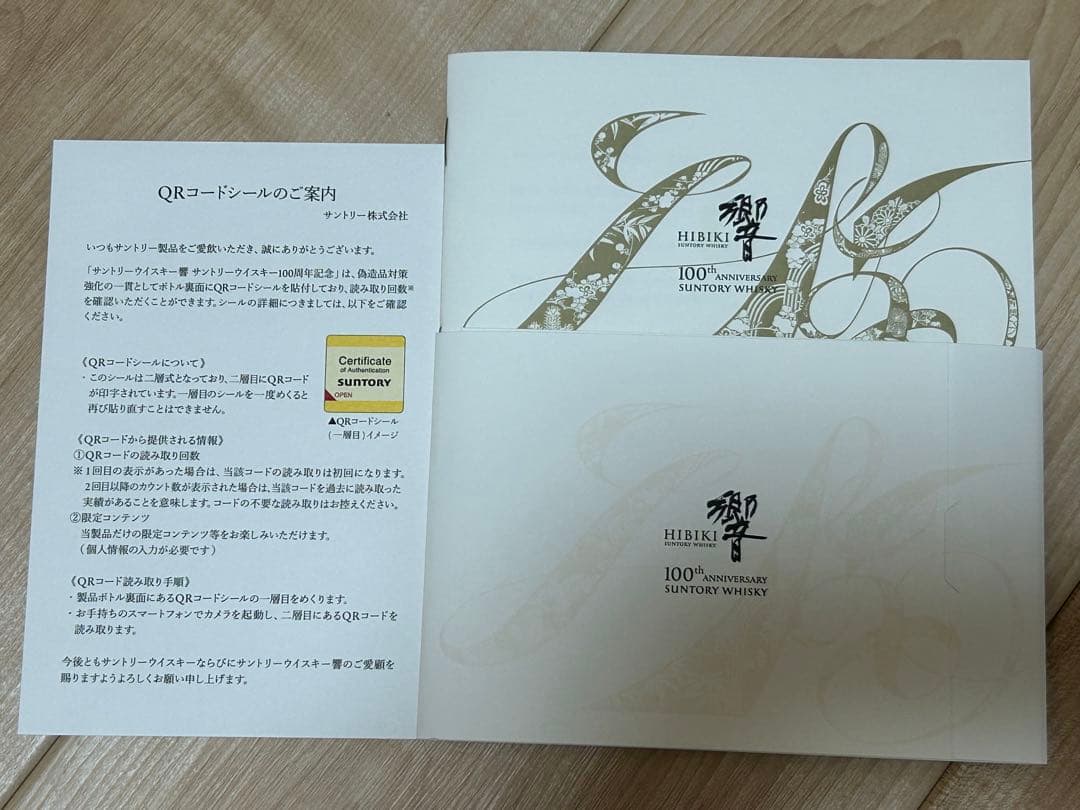 QRコードシールのご案内
サントリー株式会社
いつもサントリー製品をご愛飲いただき、誠にありがとうございます。
「サントリーウイスキー響 サントリーウイスキー100周年記念」は、偽造品対策
強化の一貫としてボトル裏面にQRコードシールを貼付しており、読み取り回数※
を確認いただくことができます。シールの詳細につきましては、以下をご確認
ください。
《QRコードシールについて》
・このシールは二層式となっており、二層目にQRコード
が印字されています。一層目のシールを一度めくると
再び貼り直すことはできません。
Certificate
of Authentication
SUNTORY
OPEN
▲QRコードシール
(一層目)イメージ
《QRコードから提供される情報》
①QRコードの読み取り回数
※1回目の表示があった場合は、当該コードの読み取りは初回になります。
2回目以降のカウント数が表示された場合は、当該コードを過去に読み取った
実績があることを意味します。コードの不要な読み取りはお控えください。
②限定コンテンツ
当製品だけの限定コンテンツ等をお楽しみいただけます。
(個人情報の入力が必要です)
《QRコード読み取り手順》
・製品ボトル裏面にあるQRコードシールの一層目をめくります。
・お手持ちのスマートフォンでカメラを起動し、二層目にあるQRコードを
読み取ります。
今後ともサントリーウイスキーならびにサントリーウイスキー響のご愛顧を
賜りますようよろしくお願い申し上げます。
響
HIBIKI
SUNTORY WHISKY
100th ANNIVERSARY
SUNTORY WHISKY
響
HIBIKI
SUNTORY WHISKY
100th ANNIVERSARY
SUNTORY WHISKY